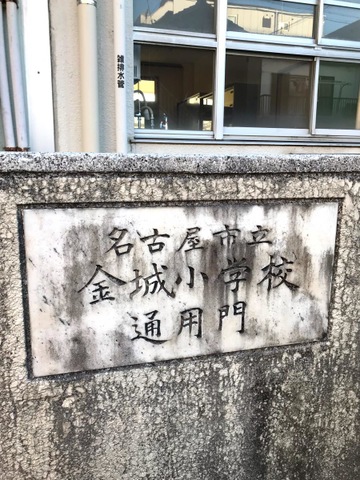 雑排水管
名古屋市立
金城小学校
通用門